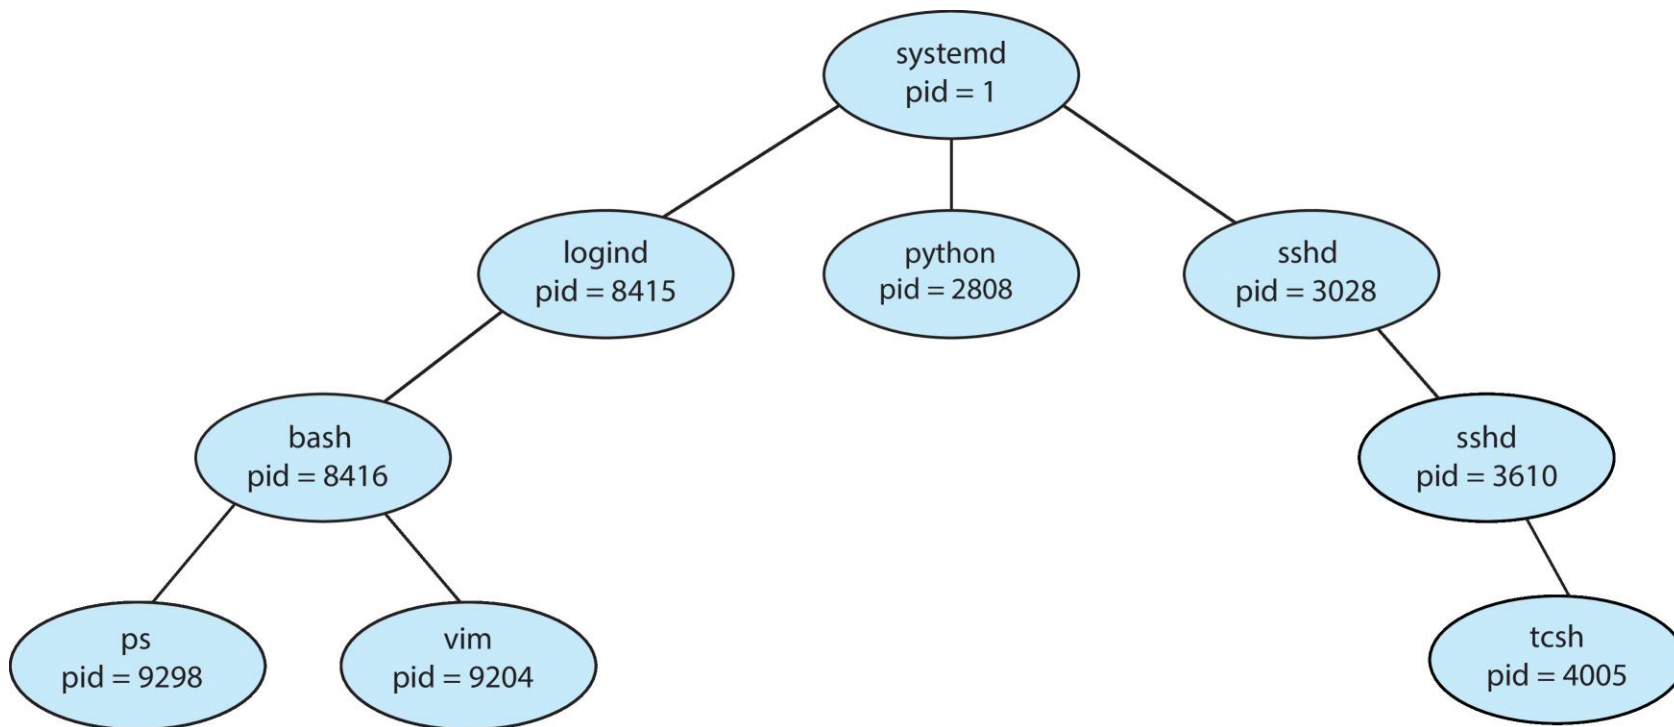 systemd
pid = 1
logind
pid = 8415
python
pid = 2808
sshd
pid = 3028
bash
pid = 8416
sshd
pid = 3610
ps
pid = 9298
vim
pid = 9204
tcsh
pid = 4005